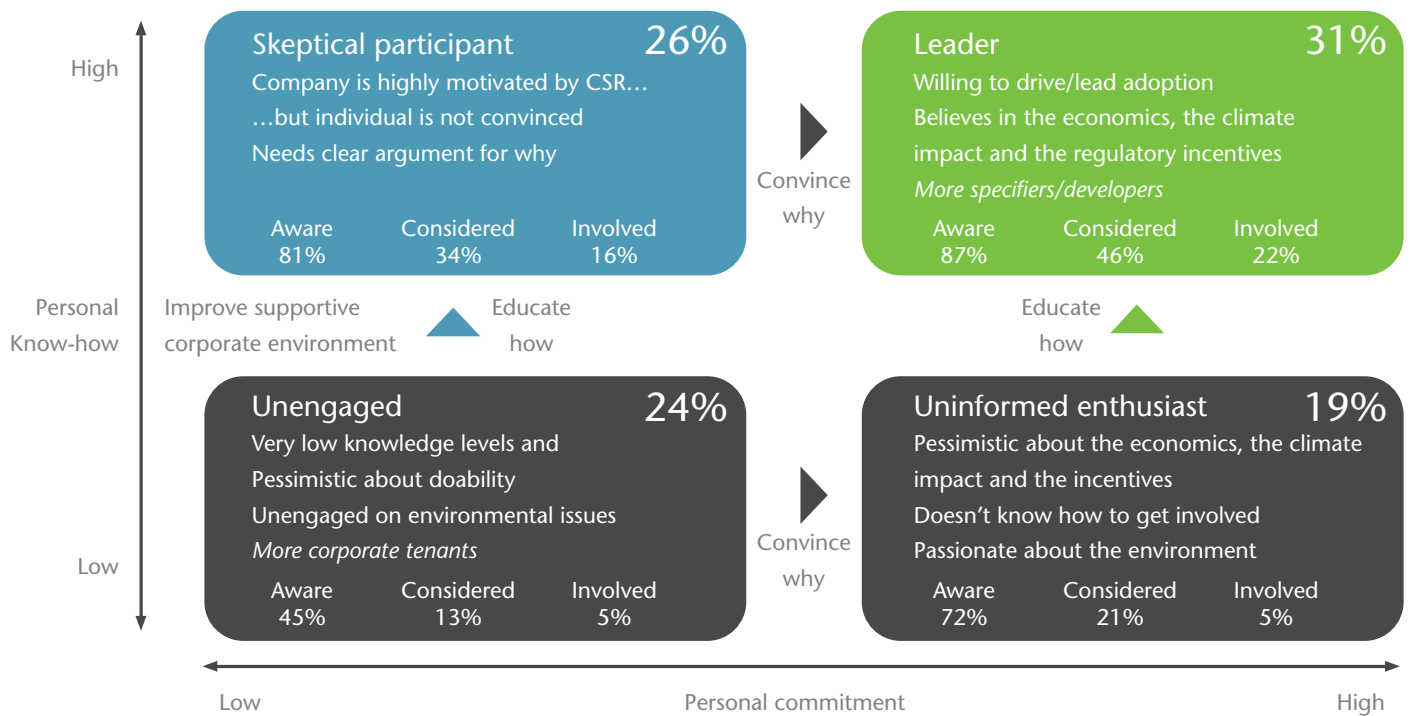 High
Skeptical participant
26%
Company is highly motivated by CSR…
…but individual is not convinced
Needs clear argument for why
Aware Considered Involved
81% 34% 16%
Convince
why
Leader
31%
Willing to drive/lead adoption
Believes in the economics, the climate
impact and the regulatory incentives
More specifiers/developers
Aware Considered Involved
87% 46% 22%
Personal
Know-how
Improve supportive
corporate environment
Educate
how
Educate
how
Unengaged
24%
Very low knowledge levels and
Pessimistic about doability
Unengaged on environmental issues
More corporate tenants
Aware Considered Involved
45% 13% 5%
Convince
why
Uninformed enthusiast
19%
Pessimistic about the economics, the climate
impact and the incentives
Doesn’t know how to get involved
Passionate about the environment
Aware Considered Involved
72% 21% 5%
Low
Low
Personal commitment
High